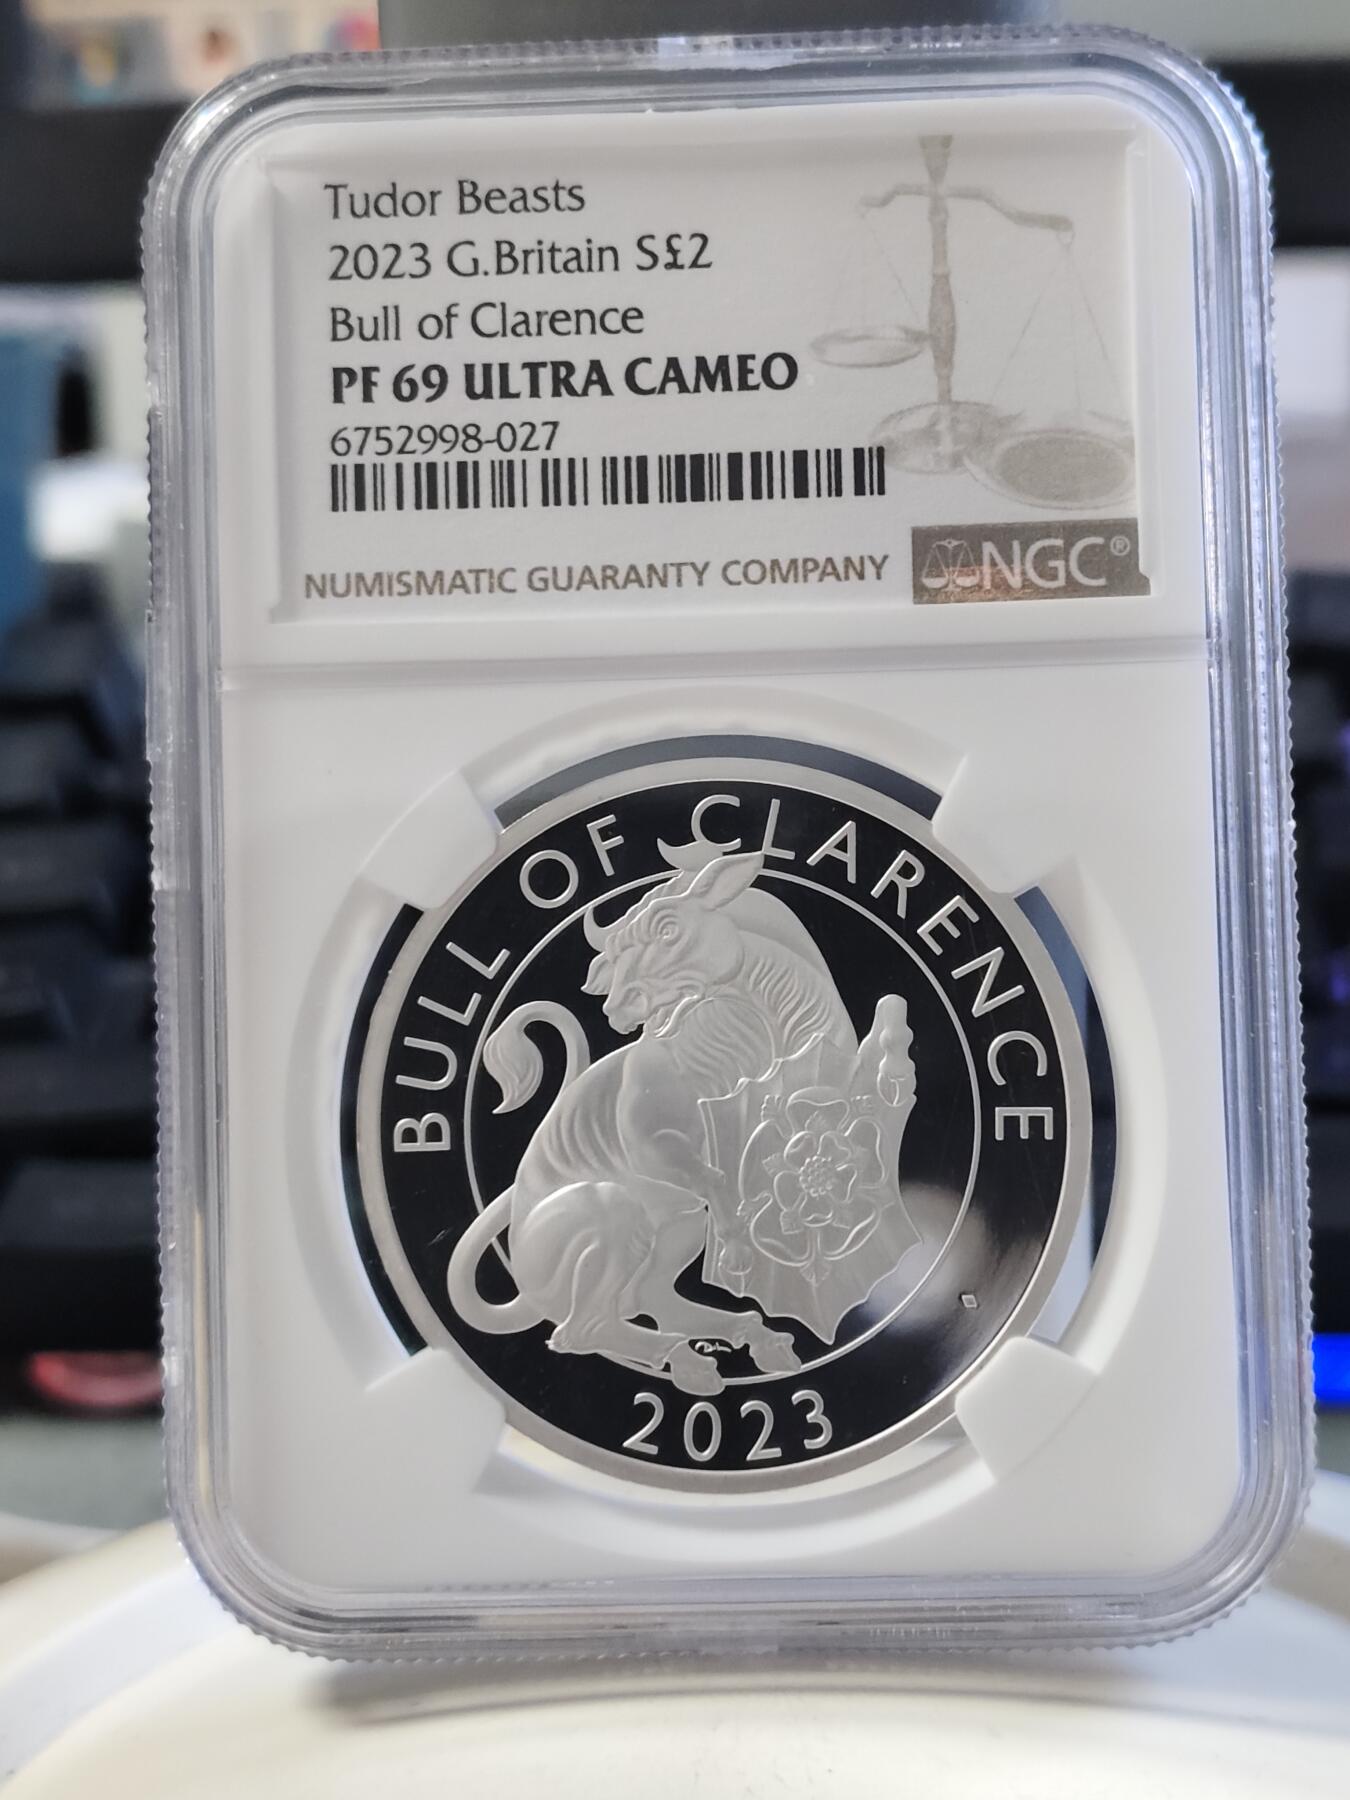 Tudor Beasts
2023 G.Britain S£2
Bull of Clarence
PF 69 ULTRA CAMEO
6752998-027
NUMISMATIC GUARANTY COMPANY
NGC®
BULL OF CLARENCE
2023